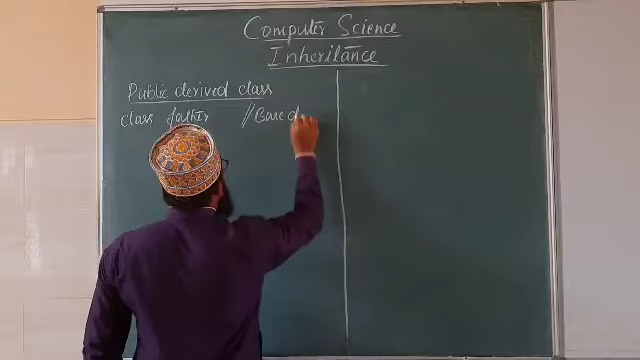 Computer Science
Inheritance
Public derived class
class father //Base